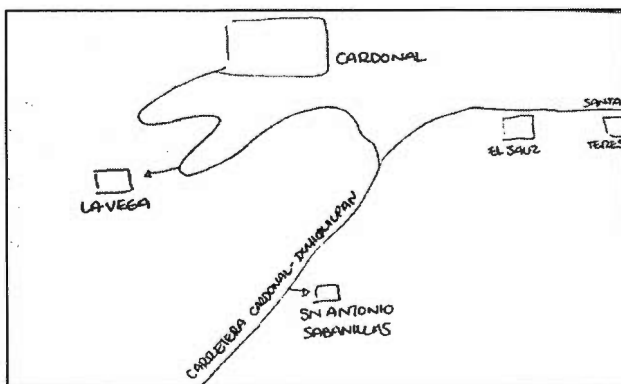 CARDONAL
SANTA
EL SAUZ
TERES
LA VEGA
CARRETERA CARDONAL-IXMIQUILPAN
SN ANTONIO
SABANILLAS